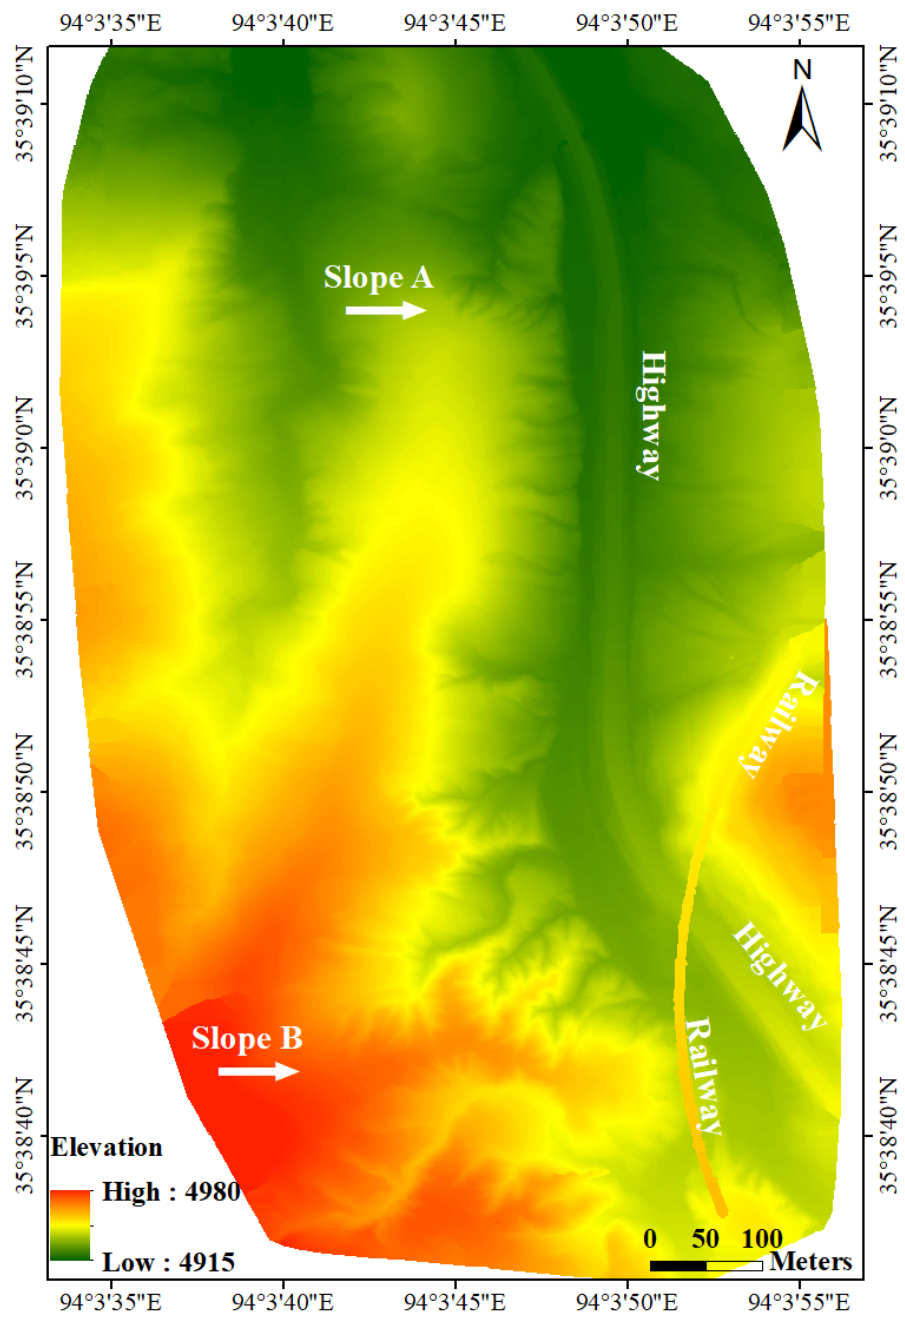 94°3'35"E 94°3'40"E 94°3'45"E 94°3'50"E 94°3'55"E
N
35°39'10"N 35°39'10"N
35°39'5"N 35°39'5"N
Slope A
Highway
35°39'0"N 35°39'0"N
35°38'55"N 35°38'55"N
Railway
35°38'50"N 35°38'50"N
Highway
35°38'45"N 35°38'45"N
Slope B
Railway
35°38'40"N 35°38'40"N
Elevation
High : 4980
Low : 4915
0 50 100
Meters
94°3'35"E 94°3'40"E 94°3'45"E 94°3'50"E 94°3'55"E